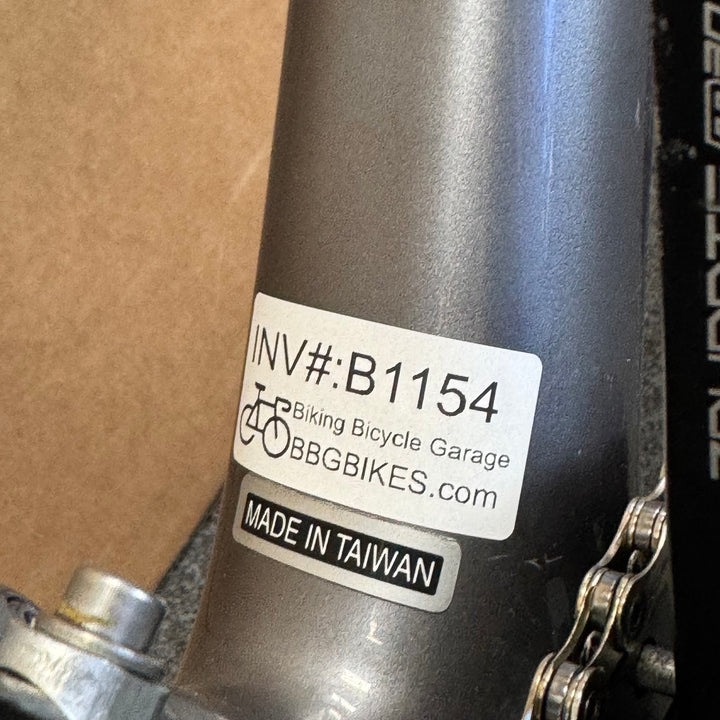 INV#:B1154
Biking Bicycle Garage
BBGBIKES.com
MADE IN TAIWAN